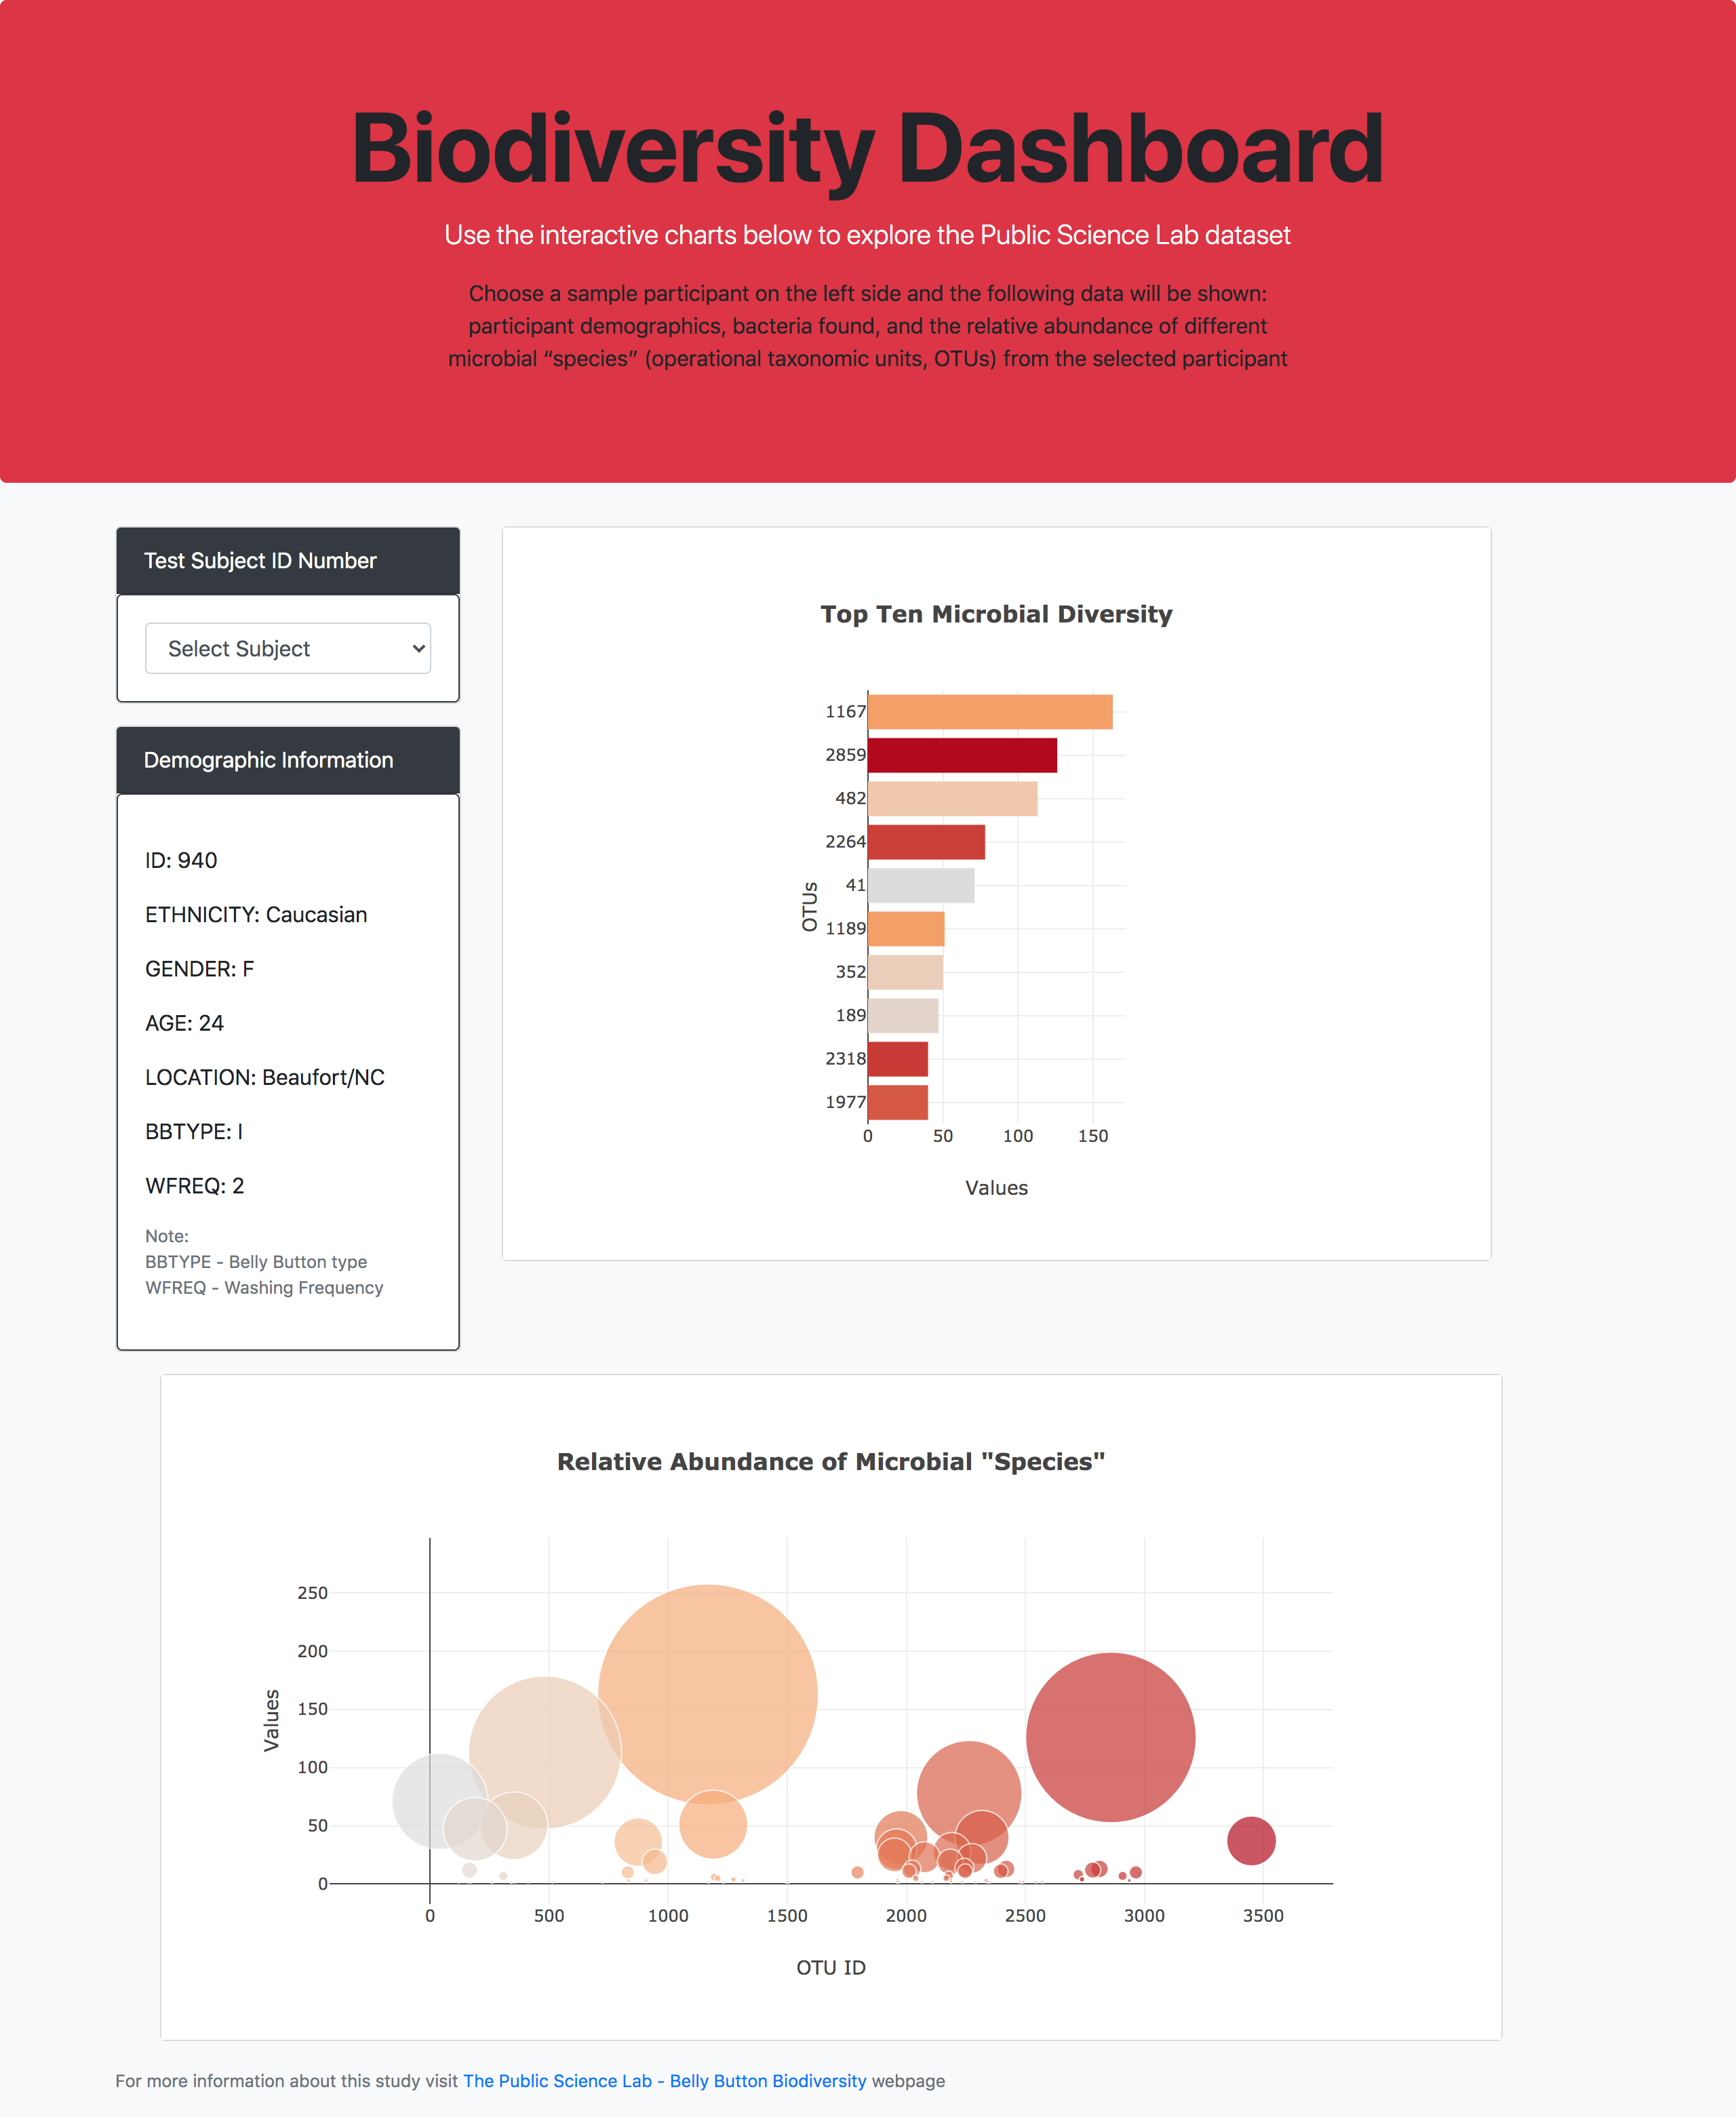 Biodiversity Dashboard
Use the interactive charts below to explore the Public Science Lab dataset
Choose a sample participant on the left side and the following data will be shown:
participant demographics, bacteria found, and the relative abundance of different
microbial “species” (operational taxonomic units, OTUs) from the selected participant
Test Subject ID Number
Select Subject
Demographic Information
ID: 940
ETHNICITY: Caucasian
GENDER: F
AGE: 24
LOCATION: Beaufort/NC
BBTYPE: I
WFREQ: 2
Note:
BBTYPE - Belly Button type
WFREQ - Washing Frequency
Top Ten Microbial Diversity
OTUs
1167
2859
482
2264
41
1189
352
189
2318
1977
0 50 100 150
Values
Relative Abundance of Microbial "Species"
Values
250
200
150
100
50
0
0 500 1000 1500 2000 2500 3000 3500
OTU ID
For more information about this study visit The Public Science Lab - Belly Button Biodiversity webpage